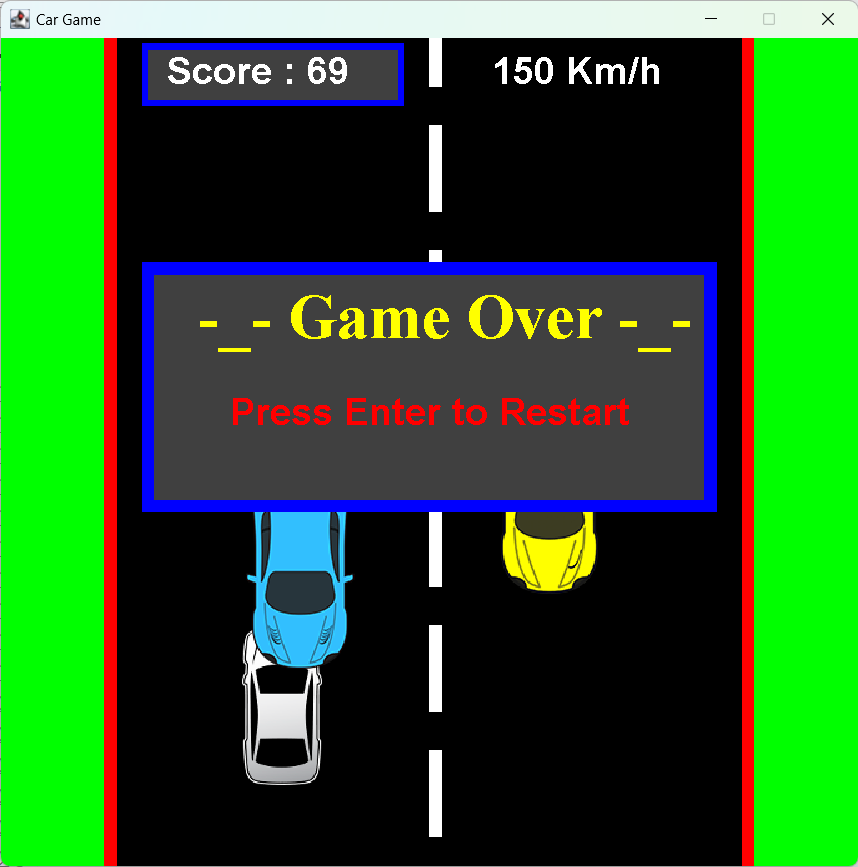 Car Game
Score : 69
150 Km/h
-_- Game Over -_-
Press Enter to Restart